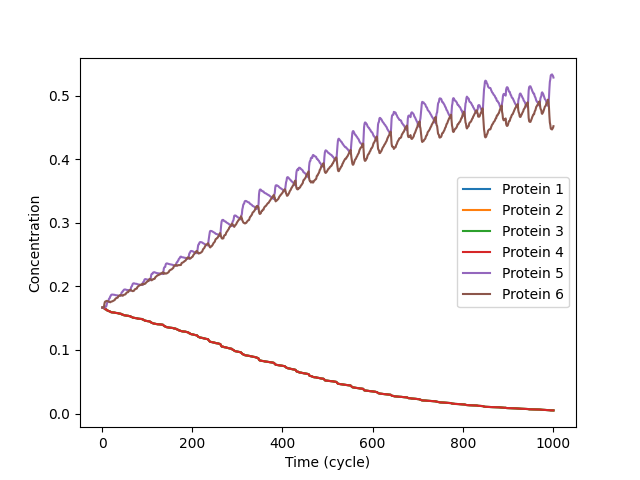 0.5
0.4
0.3
0.2
0.1
0.0
Concentration
0
200
400
600
800
1000
Time (cycle)
Protein 1
Protein 2
Protein 3
Protein 4
Protein 5
Protein 6